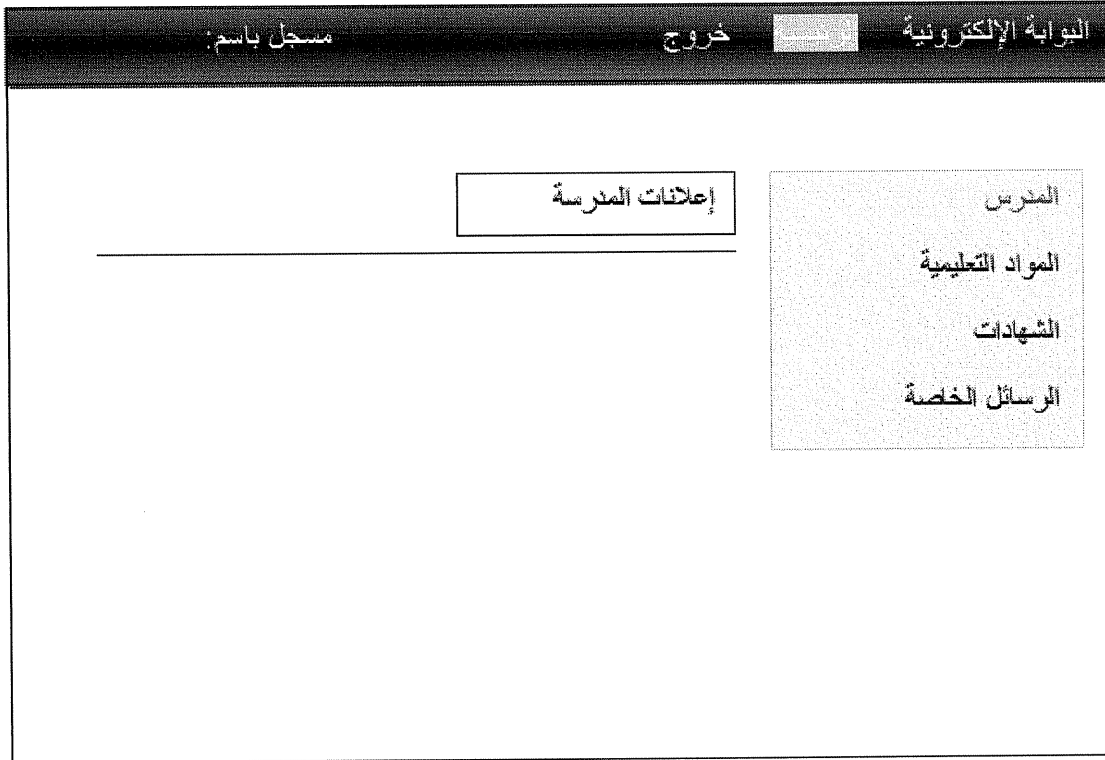 البوابة الإلكترونية خروج مسجل باسم:
إعلانات المدرسة
المدرس
المواد التعليمية
الشهادات
الرسائل الخاصة